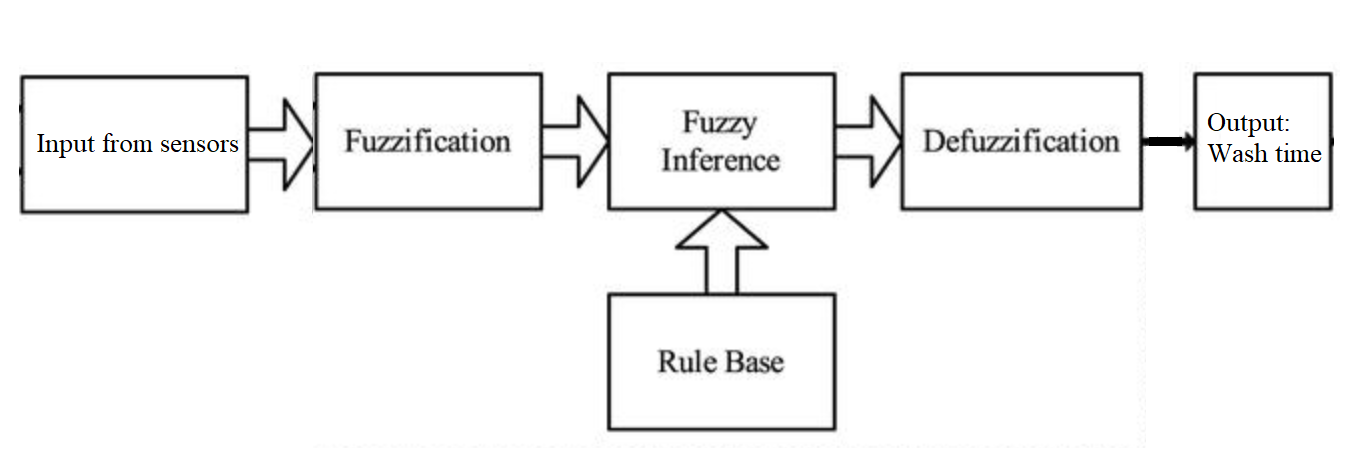 Input from sensors
Fuzzification
Fuzzy
Inference
Defuzzification
Output:
Wash time
Rule Base